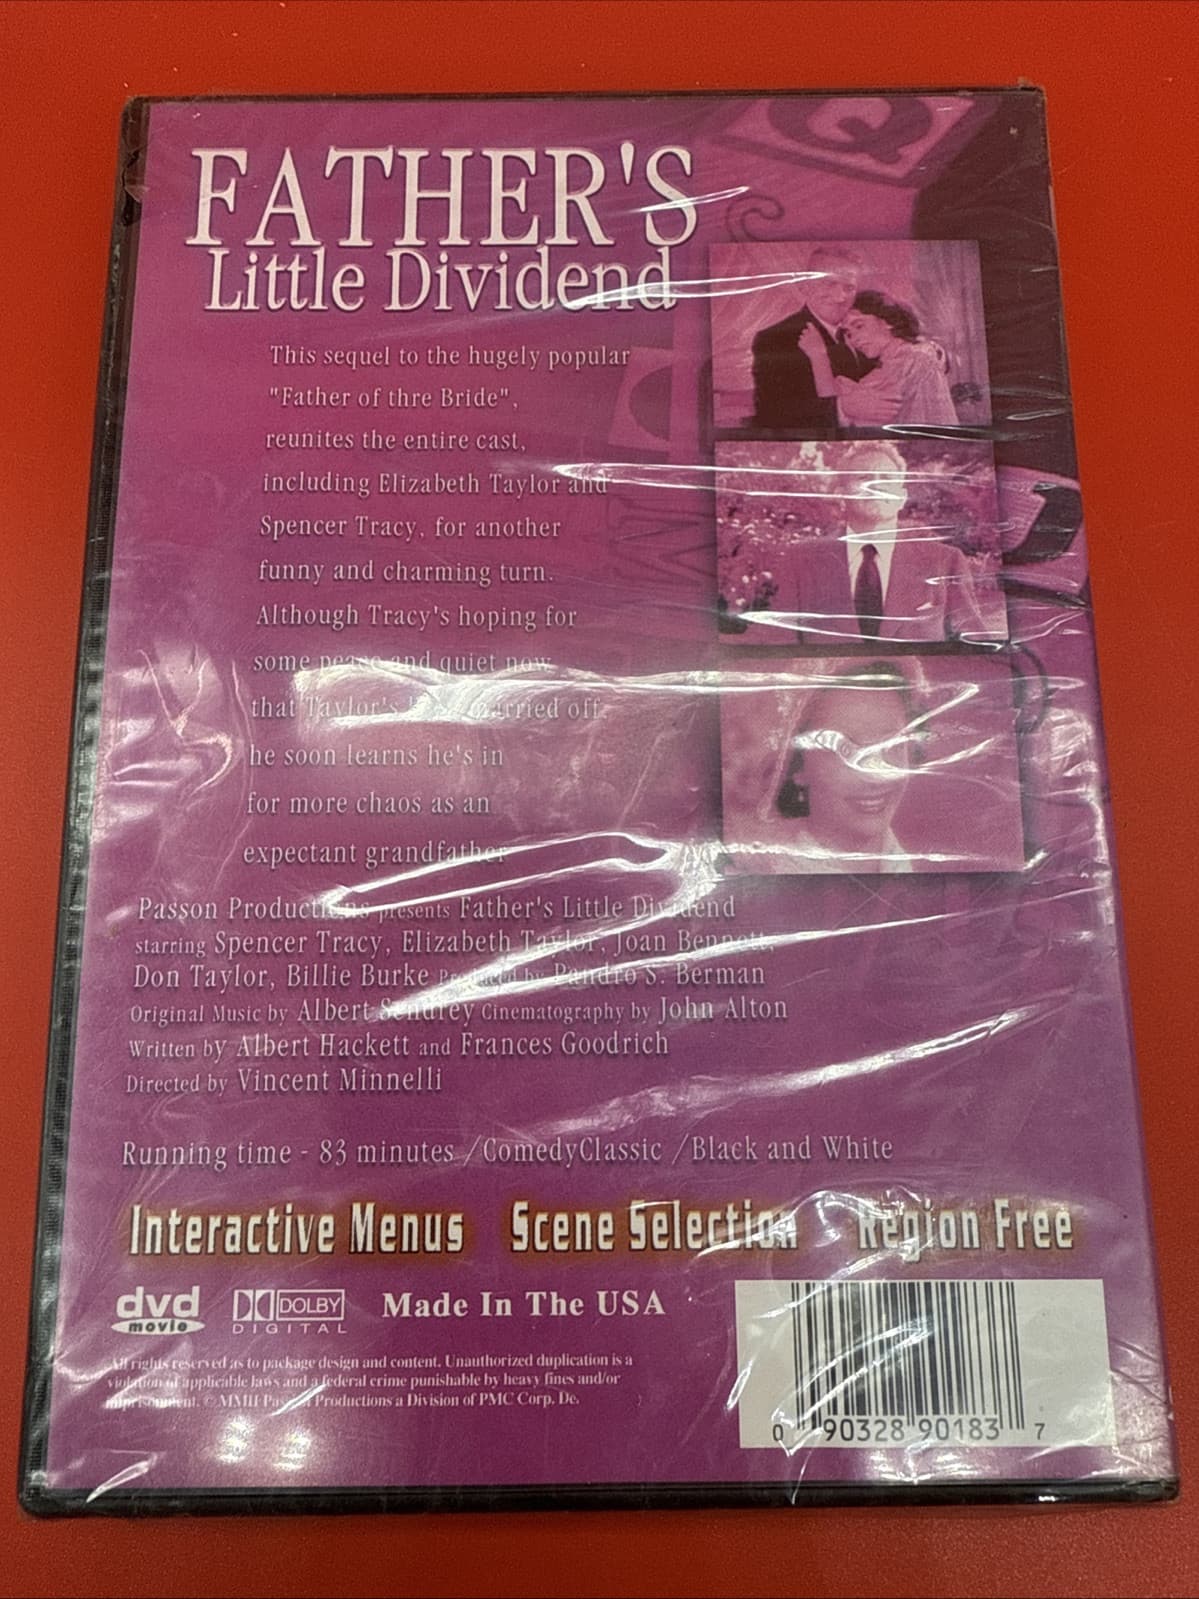 FATHER'S
Little Dividend
This sequel to the hugely popular
"Father of thre Bride",
reunites the entire cast,
including Elizabeth Taylor and
Spencer Tracy, for another
funny and charming turn.
Although Tracy's hoping for
some peace and quiet now
that Taylor's married off,
he soon learns he's in
for more chaos as an
expectant grandfather
Passon Productions presents Father's Little Dividend
starring Spencer Tracy, Elizabeth Taylor, Joan Bennett,
Don Taylor, Billie Burke Produced by Pandro S. Berman
Original Music by Albert Sendrey Cinematography by John Alton
Written by Albert Hackett and Frances Goodrich
Directed by Vincent Minnelli
Running time - 83 minutes /ComedyClassic /Black and White
Interactive Menus Scene Selection Region Free
dvd movie DOLBY DIGITAL Made In The USA
All rights reserved as to package design and content. Unauthorized duplication is a
violation of applicable laws and a federal crime punishable by heavy fines and/or
imprisonment. © MMII Passon Productions a Division of PMC Corp. De.
0 90328 90183 7
Q
M